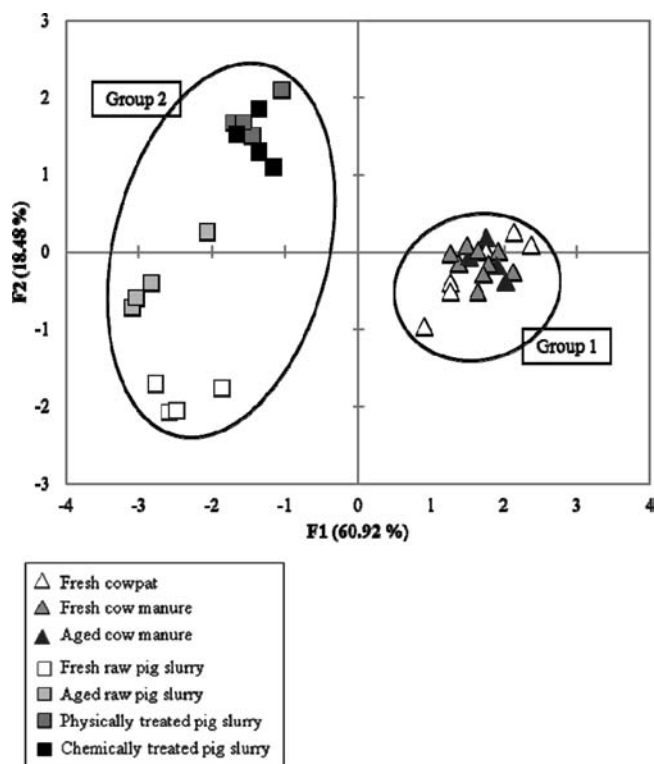 3
2
1
0
-1
-2
-3
F2 (18.48 %)
Group 2
Group 1
-4 -3 -2 -1 0 1 2 3 4
F1 (60.92 %)
Fresh cowpat
Fresh cow manure
Aged cow manure
Fresh raw pig slurry
Aged raw pig slurry
Physically treated pig slurry
Chemically treated pig slurry